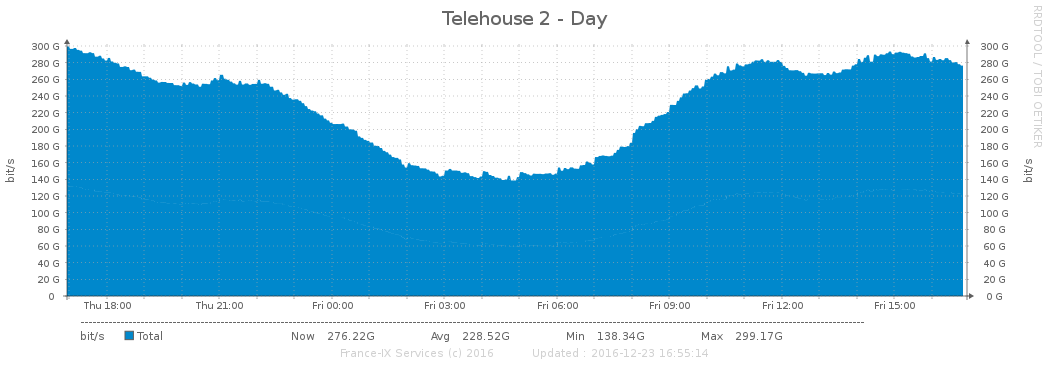 Telehouse 2 - Day
RRDTOOL / TOBI OETIKER
bit/s
300 G 300 G
280 G 280 G
260 G 260 G
240 G 240 G
220 G 220 G
200 G 200 G
180 G 180 G
160 G 160 G
140 G 140 G
120 G 120 G
100 G 100 G
80 G 80 G
60 G 60 G
40 G 40 G
20 G 20 G
0 0 G
bit/s
Thu 18:00 Thu 21:00 Fri 00:00 Fri 03:00 Fri 06:00 Fri 09:00 Fri 12:00 Fri 15:00
bit/s Total Now 276.22G Avg 228.52G Min 138.34G Max 299.17G
France-IX Services (c) 2016 Updated : 2016-12-23 16:55:14